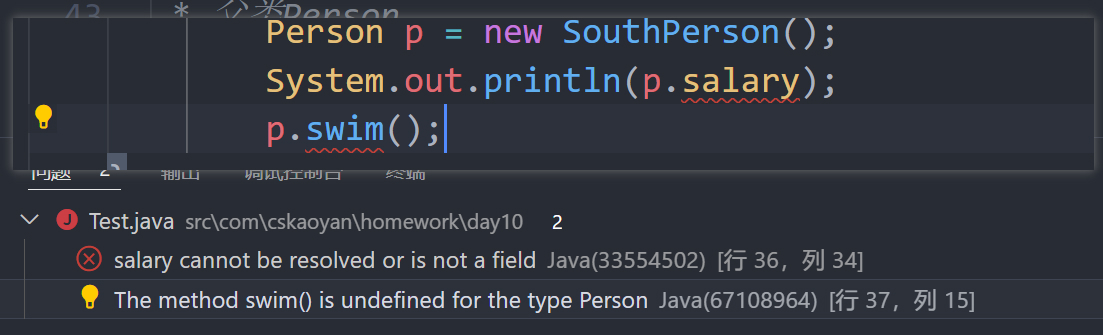 43 * 父类Person
Person p = new SouthPerson();
System.out.println(p.salary);
p.swim();
问题 2 输出 调试控制台 终端
Test.java src\com\cskaoyan\homework\day10 2
salary cannot be resolved or is not a field Java(33554502) [行 36，列 34]
The method swim() is undefined for the type Person Java(67108964) [行 37，列 15]